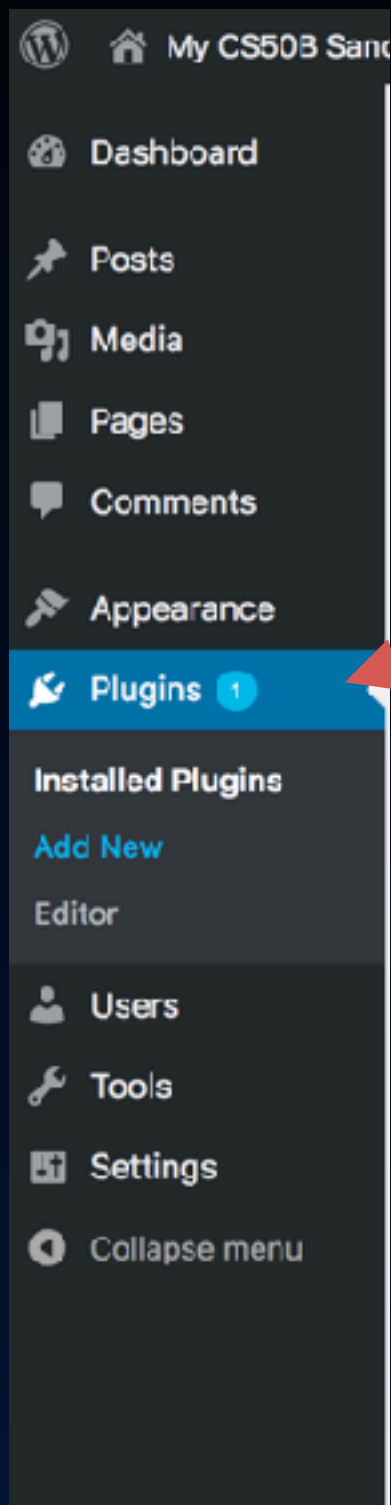 My CS50B Sand
Dashboard
Posts
Media
Pages
Comments
Appearance
Plugins 1
Installed Plugins
Add New
Editor
Users
Tools
Settings
Collapse menu